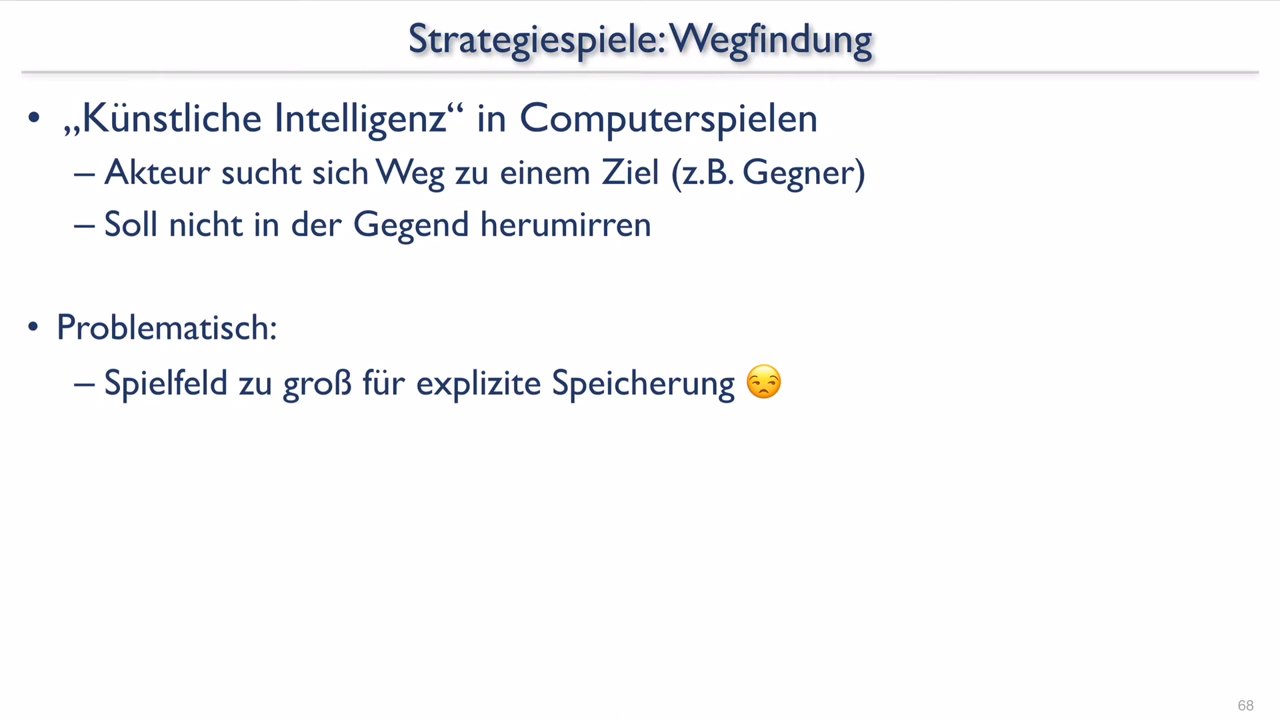 Strategiespiele: Wegfindung
• „Künstliche Intelligenz“ in Computerspielen
– Akteur sucht sich Weg zu einem Ziel (z.B. Gegner)
– Soll nicht in der Gegend herumirren
• Problematisch:
– Spielfeld zu groß für explizite Speicherung 😒
68